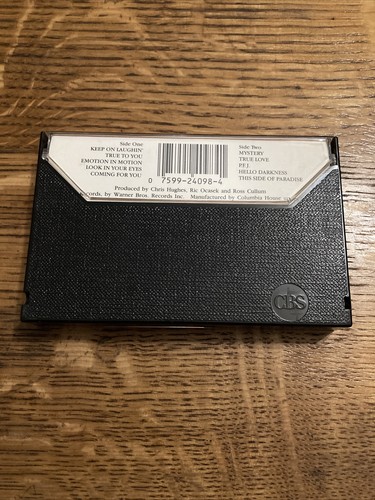 Side One
KEEP ON LAUGHIN'
TRUE TO YOU
EMOTION IN MOTION
LOOK IN YOUR EYES
COMING FOR YOU
Side Two
MYSTERY
TRUE LOVE
P.F.J.
HELLO DARKNESS
THIS SIDE OF PARADISE
0 7599-24098-4
Produced by Chris Hughes, Ric Ocasek and Ross Cullum
Records, by Warner Bros. Records Inc. Manufactured by Columbia House
CBS